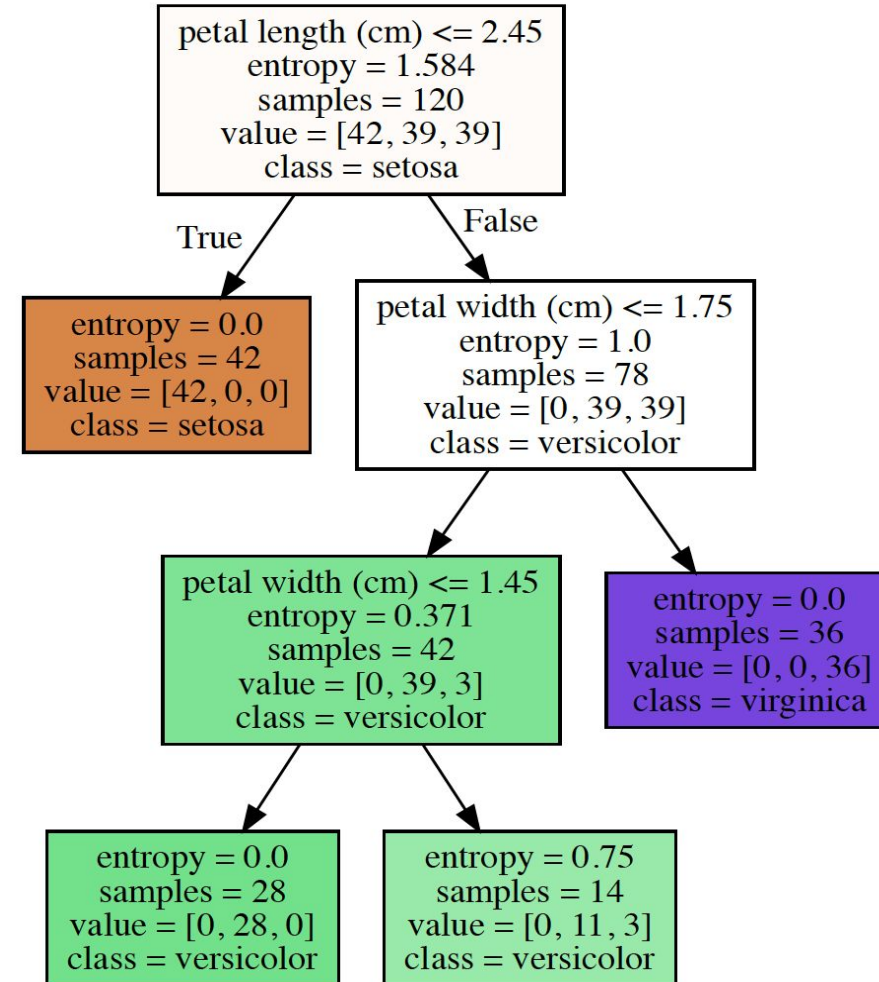 petal length (cm) <= 2.45
entropy = 1.584
samples = 120
value = [42, 39, 39]
class = setosa
True
False
entropy = 0.0
samples = 42
value = [42, 0, 0]
class = setosa
petal width (cm) <= 1.75
entropy = 1.0
samples = 78
value = [0, 39, 39]
class = versicolor
petal width (cm) <= 1.45
entropy = 0.371
samples = 42
value = [0, 39, 3]
class = versicolor
entropy = 0.0
samples = 36
value = [0, 0, 36]
class = virginica
entropy = 0.0
samples = 28
value = [0, 28, 0]
class = versicolor
entropy = 0.75
samples = 14
value = [0, 11, 3]
class = versicolor